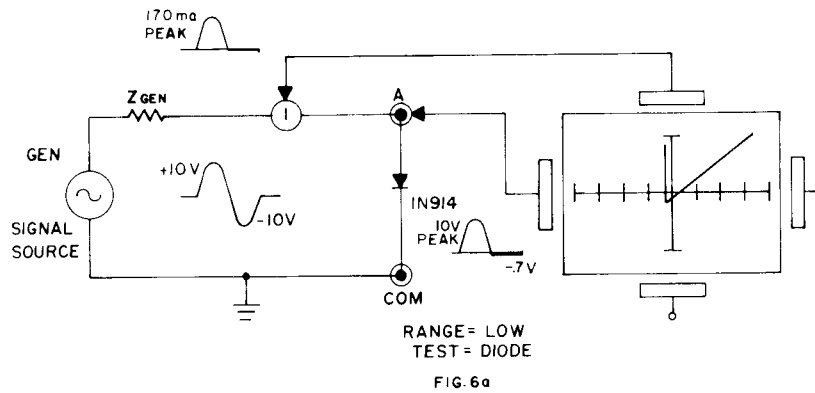 170 ma
PEAK
Z GEN
I
A
GEN
SIGNAL
SOURCE
+10V
-10V
1N914
10V
PEAK
-.7V
COM
RANGE= LOW
TEST= DIODE
FIG. 6a